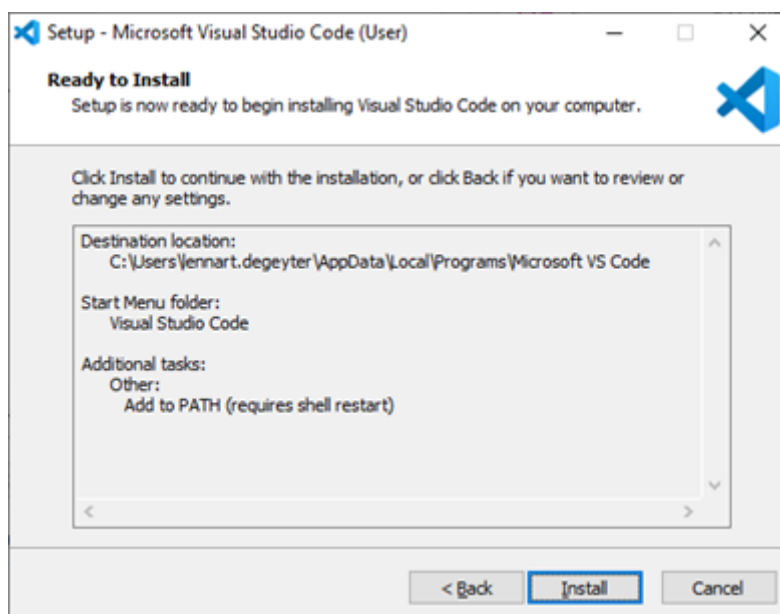 Setup - Microsoft Visual Studio Code (User)
Ready to Install
Setup is now ready to begin installing Visual Studio Code on your computer.
Click Install to continue with the installation, or click Back if you want to review or
change any settings.
Destination location:
C:\Users\lennart.degeyter\AppData\Local\Programs\Microsoft VS Code
Start Menu folder:
Visual Studio Code
Additional tasks:
Other:
Add to PATH (requires shell restart)
< Back Install Cancel